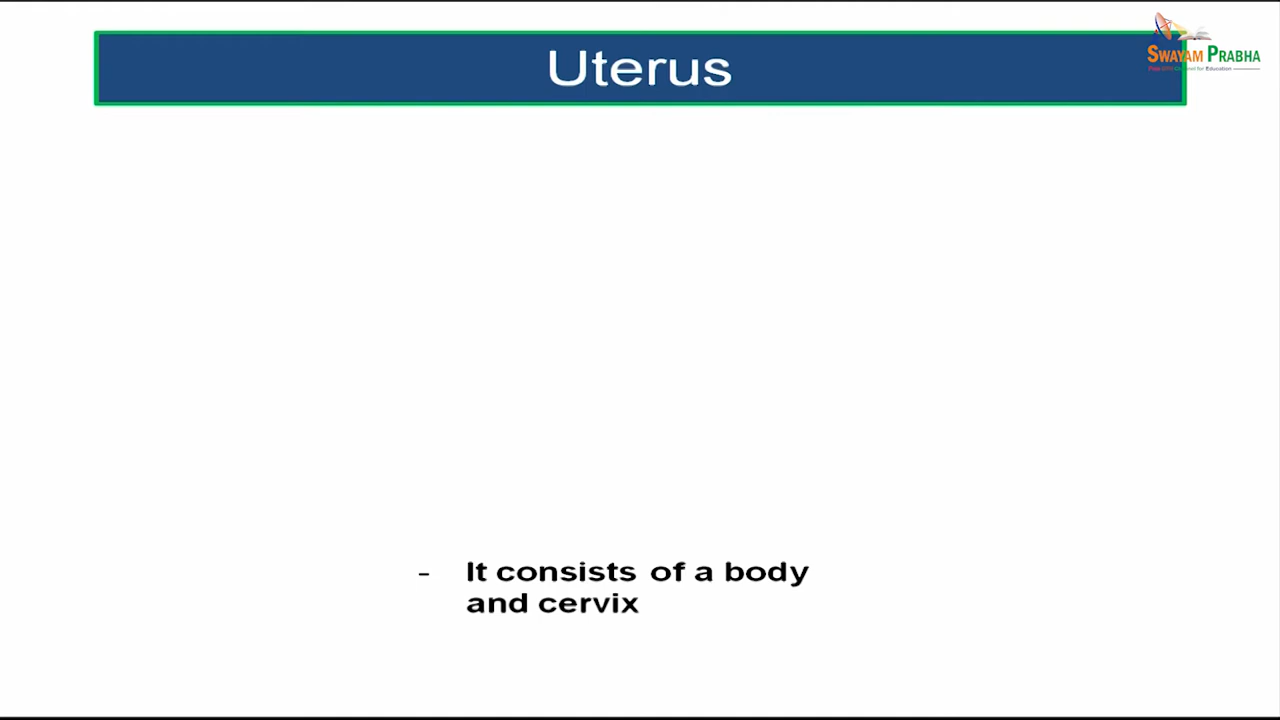 Uterus
SWAYAM PRABHA
- It consists of a body
and cervix